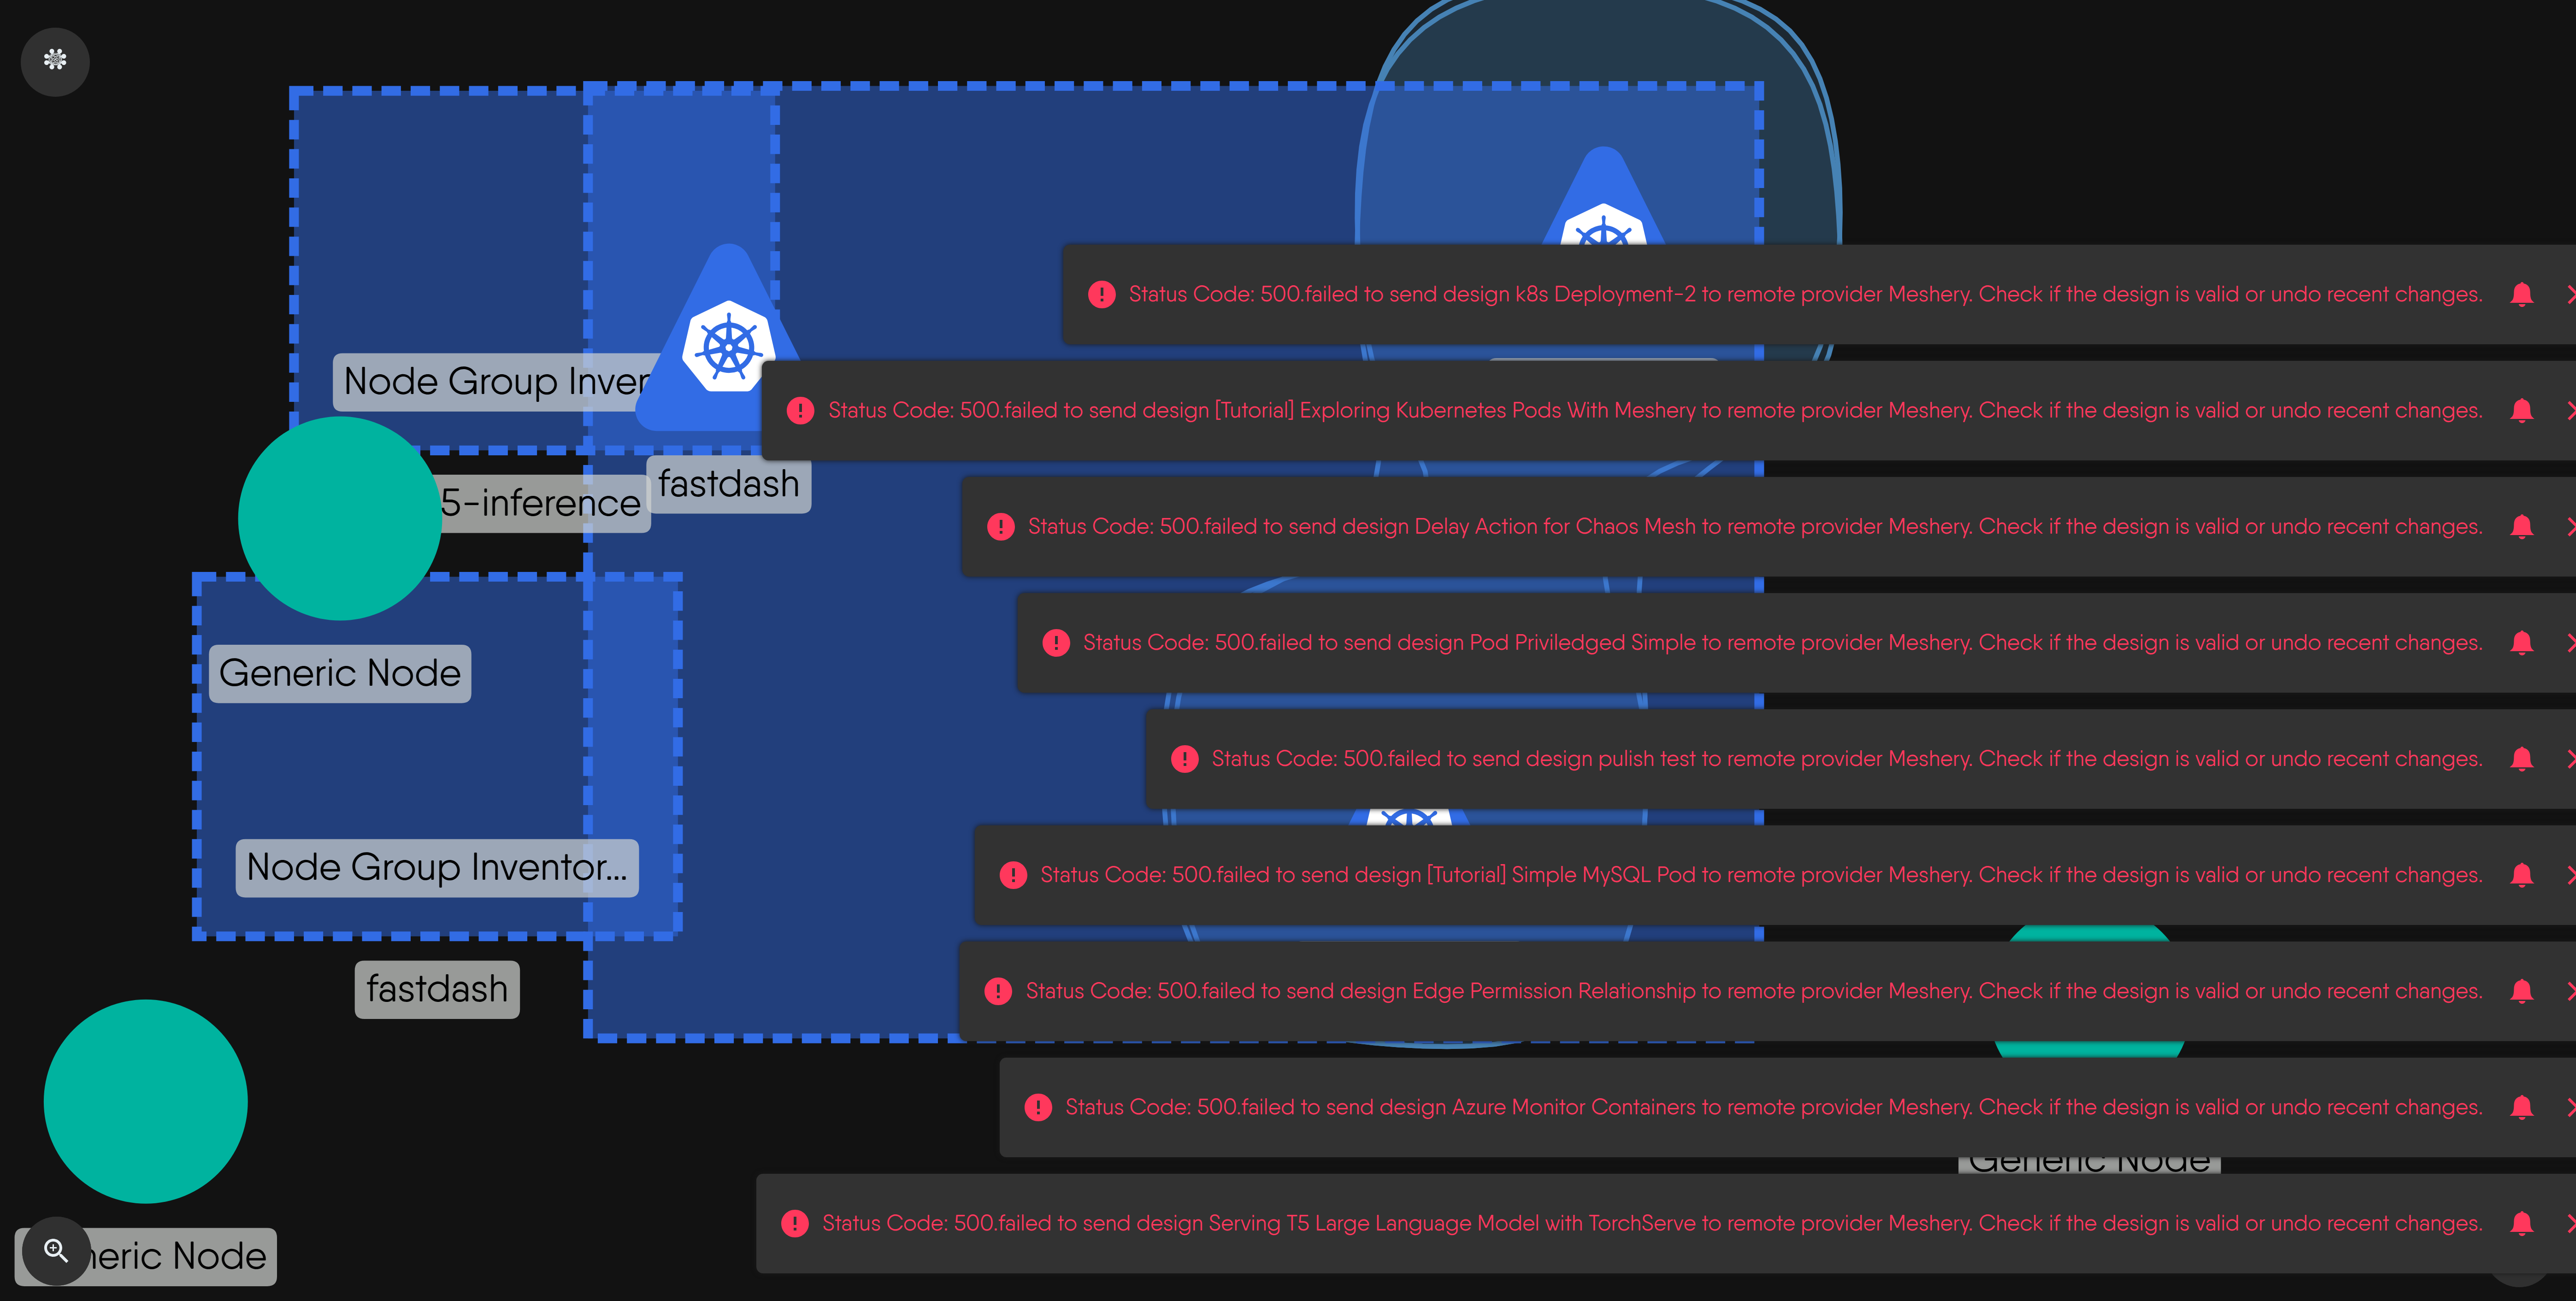 Status Code: 500.failed to send design k8s Deployment-2 to remote provider Meshery. Check if the design is valid or undo recent changes.
Node Group Inver
Status Code: 500.failed to send design [Tutorial] Exploring Kubernetes Pods With Meshery to remote provider Meshery. Check if the design is valid or undo recent changes.
5-inference
fastdash
Status Code: 500.failed to send design Delay Action for Chaos Mesh to remote provider Meshery. Check if the design is valid or undo recent changes.
Status Code: 500.failed to send design Pod Priviledged Simple to remote provider Meshery. Check if the design is valid or undo recent changes.
Generic Node
Status Code: 500.failed to send design pulish test to remote provider Meshery. Check if the design is valid or undo recent changes.
Node Group Inventor...
Status Code: 500.failed to send design [Tutorial] Simple MySQL Pod to remote provider Meshery. Check if the design is valid or undo recent changes.
fastdash
Status Code: 500.failed to send design Edge Permission Relationship to remote provider Meshery. Check if the design is valid or undo recent changes.
Status Code: 500.failed to send design Azure Monitor Containers to remote provider Meshery. Check if the design is valid or undo recent changes.
Generic Node
Status Code: 500.failed to send design Serving T5 Large Language Model with TorchServe to remote provider Meshery. Check if the design is valid or undo recent changes.
neric Node